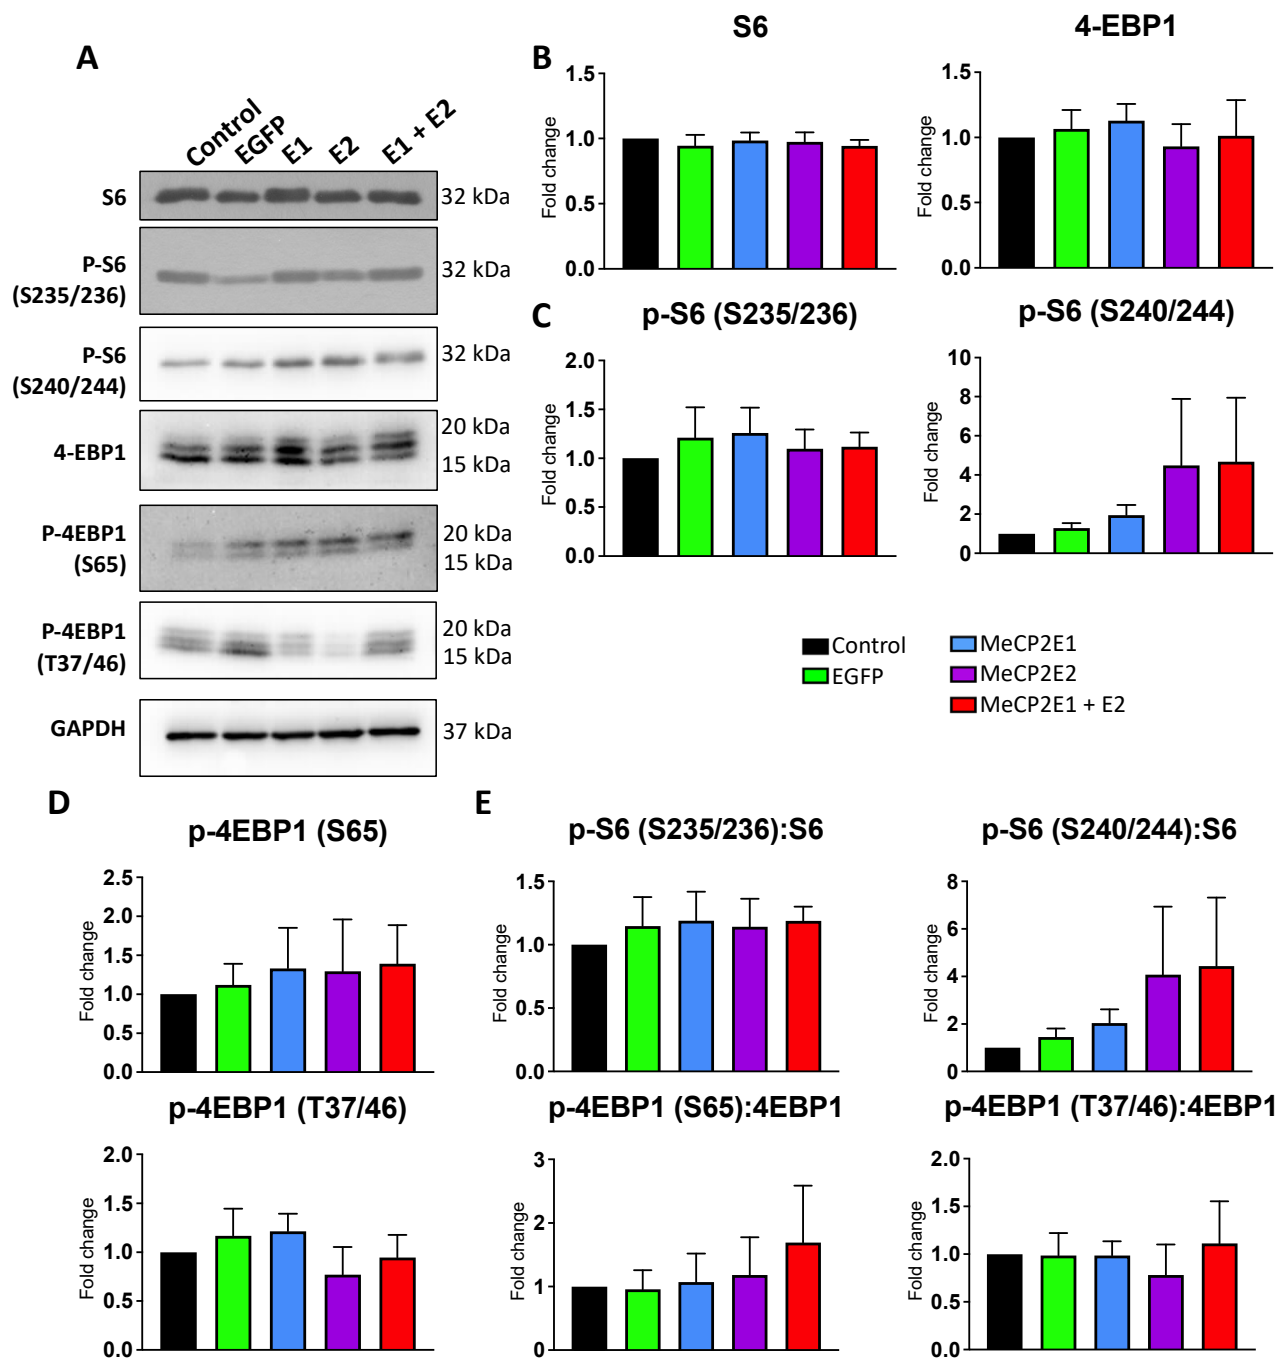 A
Control
EGFP
E1
E2
E1 + E2
S6
32 kDa
P-S6
(S235/236)
32 kDa
P-S6
(S240/244)
32 kDa
4-EBP1
20 kDa
15 kDa
P-4EBP1
(S65)
20 kDa
15 kDa
P-4EBP1
(T37/46)
20 kDa
15 kDa
GAPDH
37 kDa
B
S6
Fold change
1.5
1.0
0.5
0.0
4-EBP1
Fold change
1.5
1.0
0.5
0.0
C
p-S6 (S235/236)
Fold change
2.0
1.5
1.0
0.5
0.0
p-S6 (S240/244)
Fold change
10
8
6
4
2
0
Control
EGFP
MeCP2E1
MeCP2E2
MeCP2E1 + E2
D
p-4EBP1 (S65)
Fold change
2.5
2.0
1.5
1.0
0.5
0.0
p-4EBP1 (T37/46)
Fold change
2.0
1.5
1.0
0.5
0.0
E
p-S6 (S235/236):S6
Fold change
1.5
1.0
0.5
0.0
p-S6 (S240/244):S6
Fold change
8
6
4
2
0
p-4EBP1 (S65):4EBP1
Fold change
3
2
1
0
p-4EBP1 (T37/46):4EBP1
Fold change
2.0
1.5
1.0
0.5
0.0